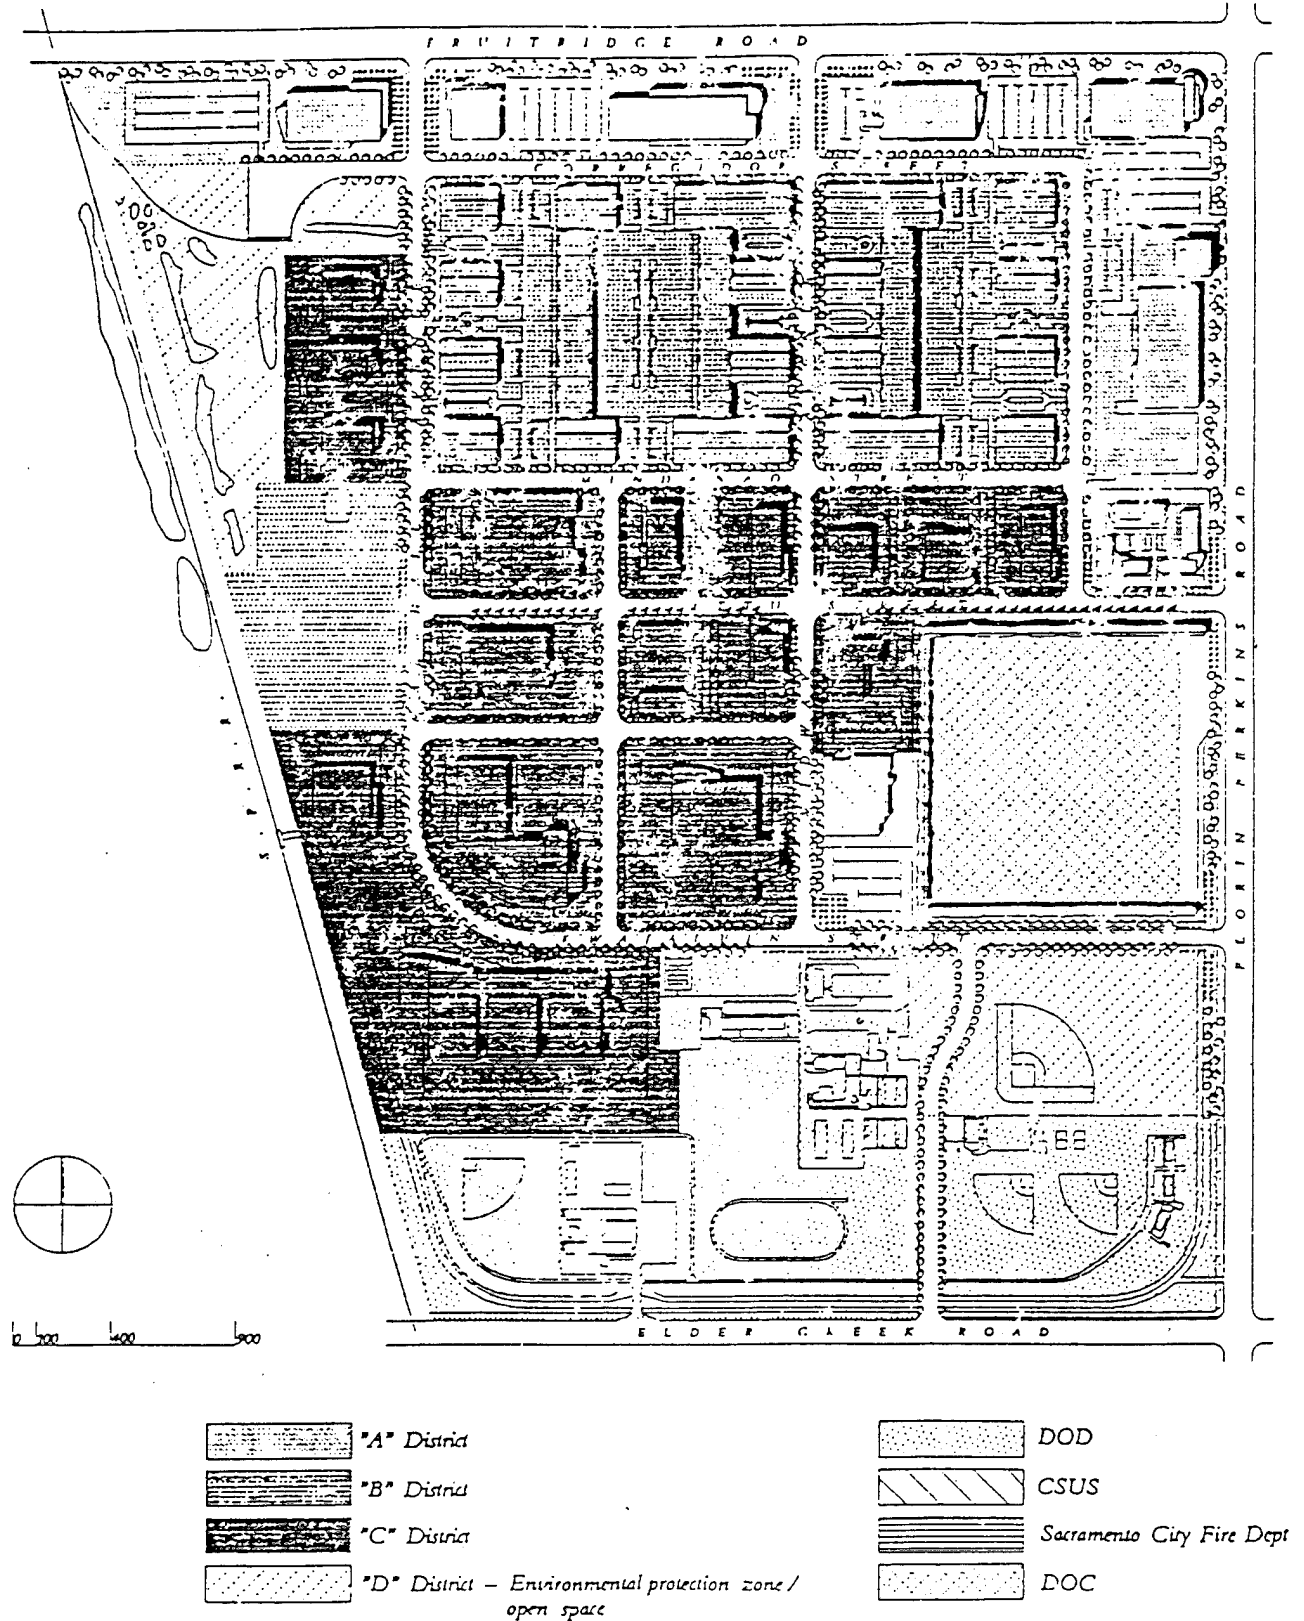 FRUITRIDGE ROAD
FLORIN PERKINS ROAD
S.P.R.R.
ELDER CREEK ROAD
0 200 400 900
"A" District
"B" District
"C" District
"D" District – Environmental protection zone /
open space
DOD
CSUS
Sacramento City Fire Dept
DOC